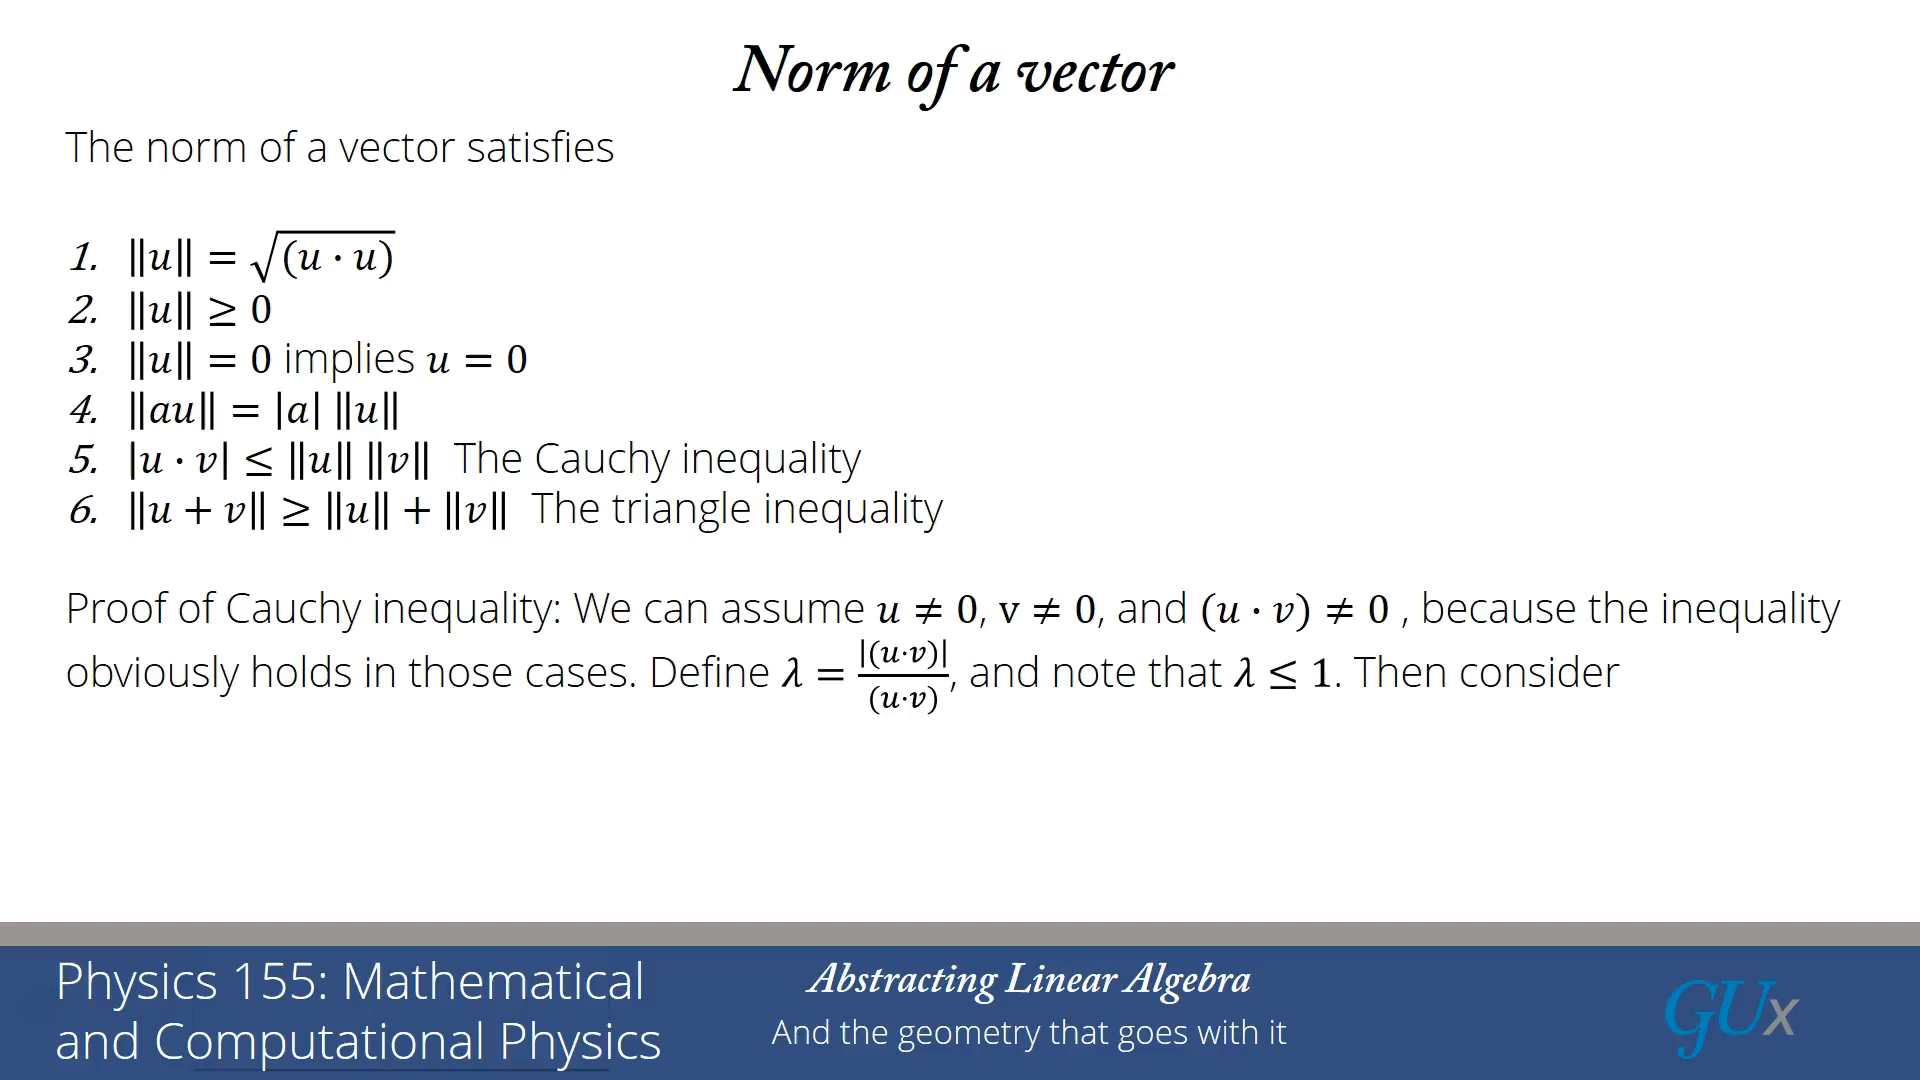 Norm of a vector
The norm of a vector satisfies
1. ‖u‖ = √(u · u)
2. ‖u‖ ≥ 0
3. ‖u‖ = 0 implies u = 0
4. ‖au‖ = |a| ‖u‖
5. |u · v| ≤ ‖u‖ ‖v‖ The Cauchy inequality
6. ‖u + v‖ ≥ ‖u‖ + ‖v‖ The triangle inequality
Proof of Cauchy inequality: We can assume u ≠ 0, v ≠ 0, and (u · v) ≠ 0 , because the inequality
obviously holds in those cases. Define λ = |(u·v)|/(u·v), and note that λ ≤ 1. Then consider
Physics 155: Mathematical
and Computational Physics
Abstracting Linear Algebra
And the geometry that goes with it
GUx